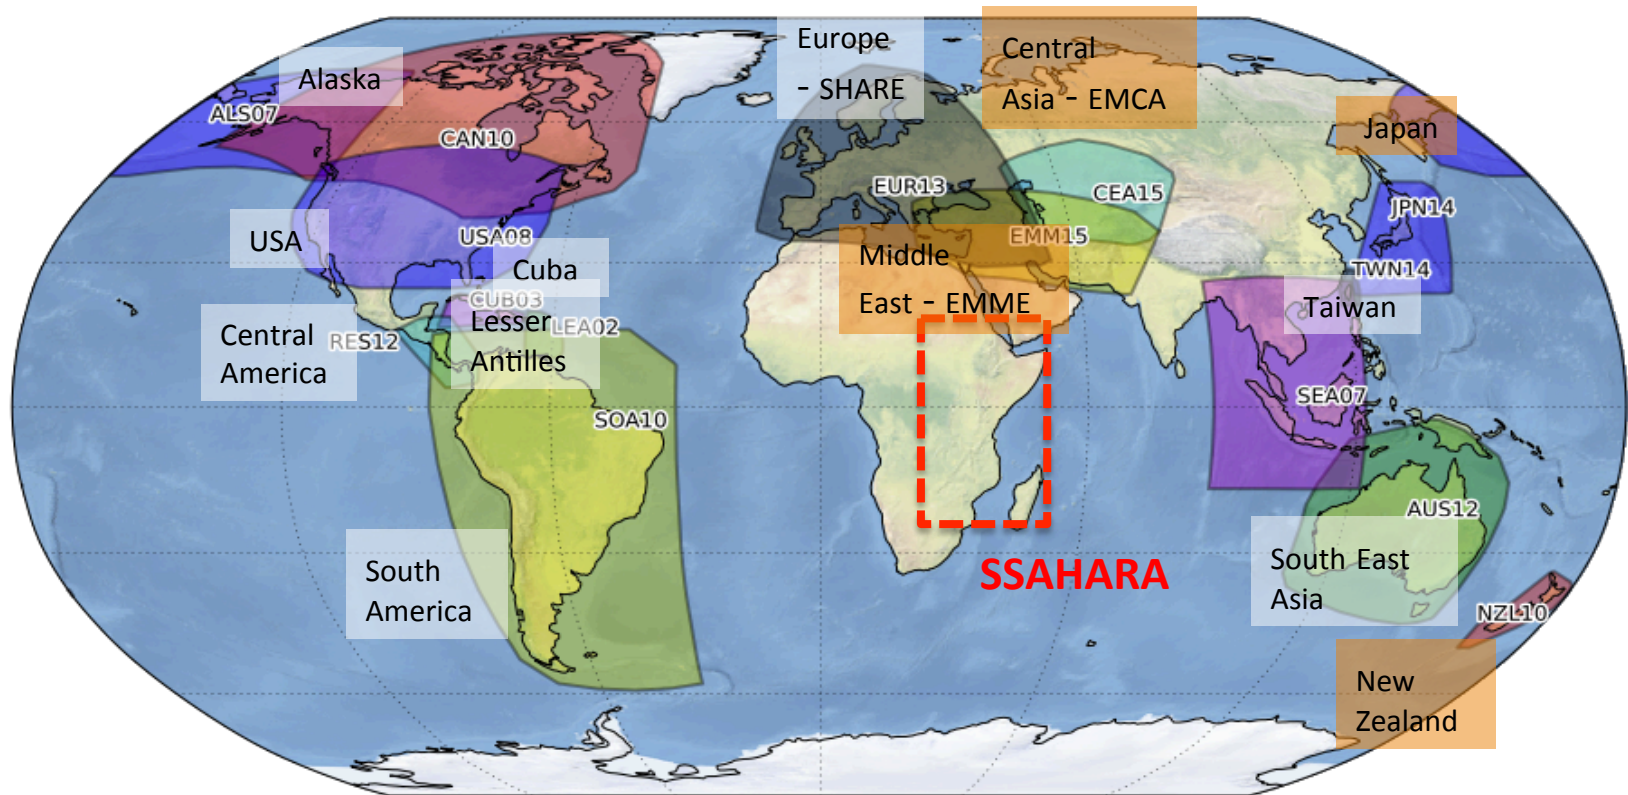 Europe
- SHARE
Central
Asia - EMCA
Alaska
ALS07
CAN10
Japan
EUR13
CEA15
JPN14
USA
USA08
EMM15
Middle
East - EMME
TWN14
Cuba
CUB03
Lesser
Antilles
LEA02
Taiwan
Central
America
RES12
SEA07
SOA10
AUS12
South
America
SSAHARA
South East
Asia
NZL10
New
Zealand